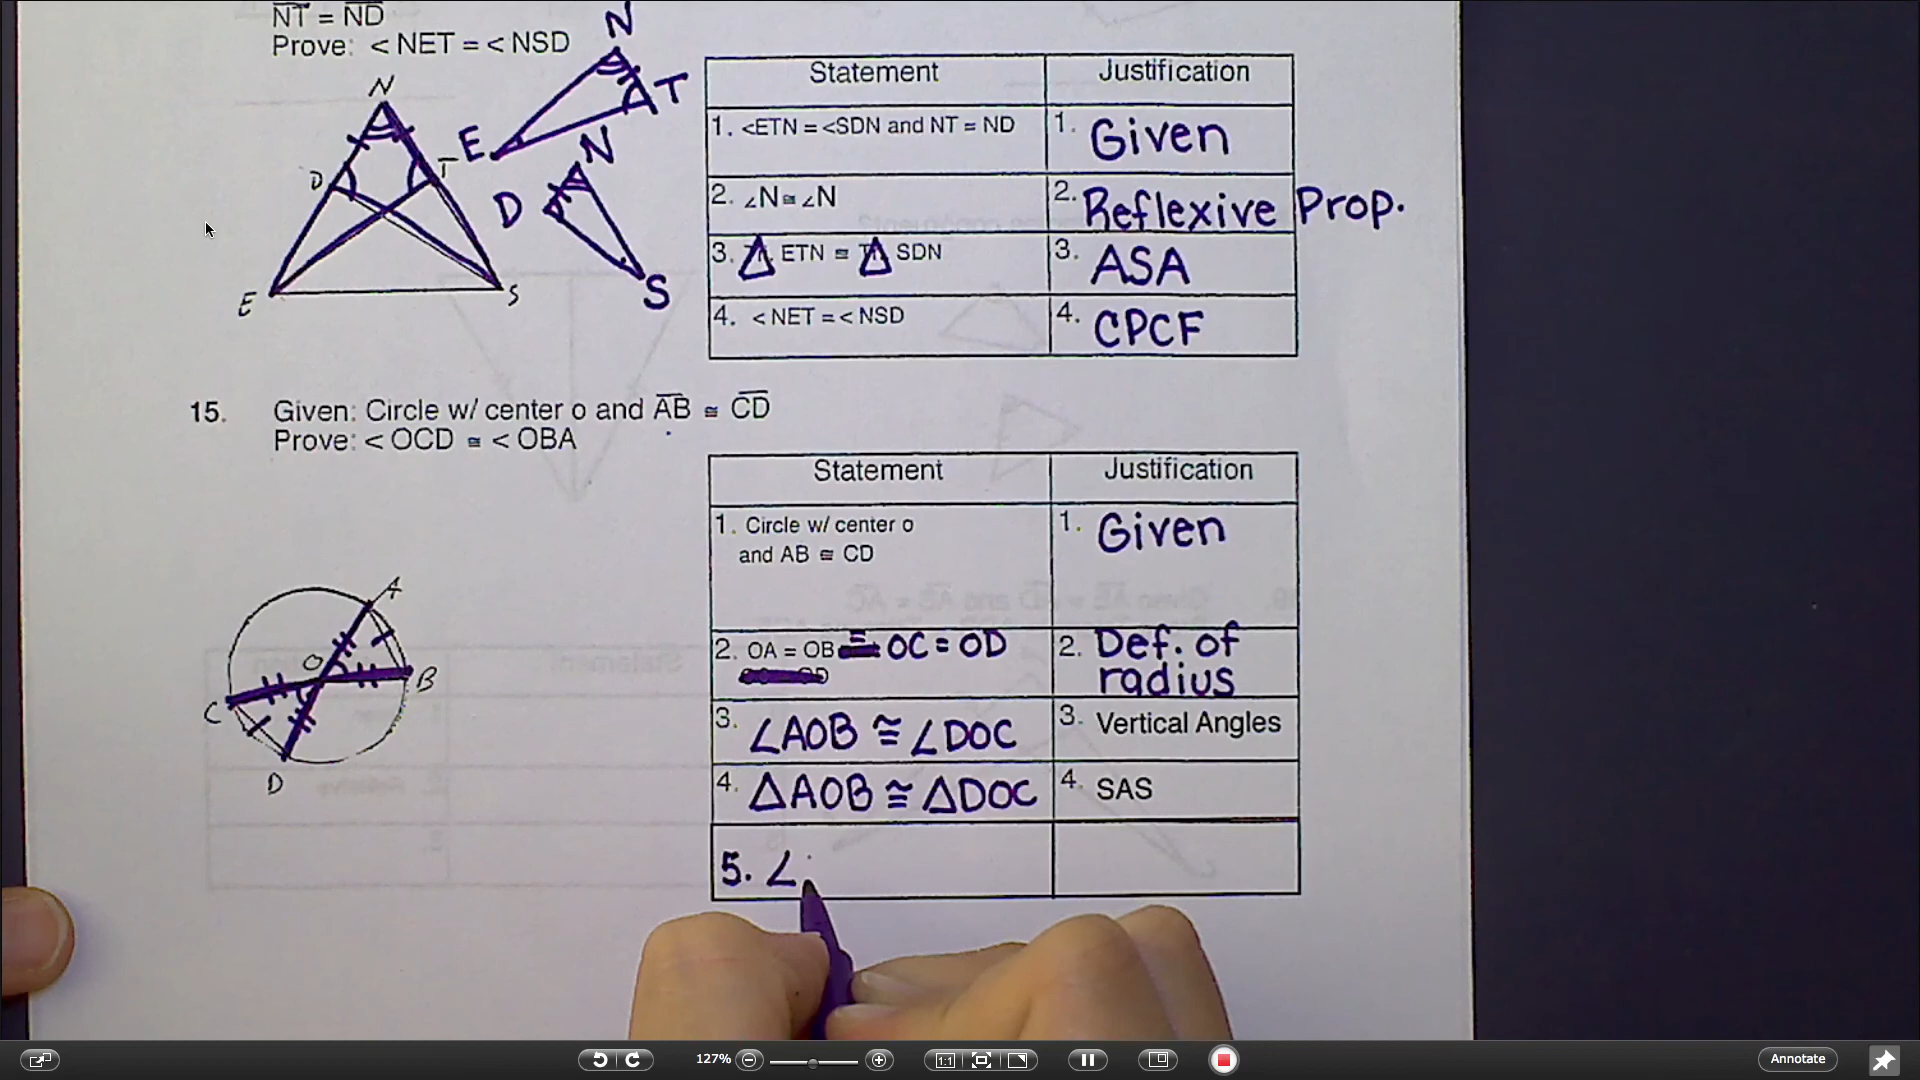 NT = ND
Prove: < NET = < NSD
N
D
T
E
S
N
E
T
N
D
S
Statement
Justification
1. <ETN = <SDN and NT = ND
1. Given
2. ∠N ≅ ∠N
2. Reflexive Prop.
3. △ ETN ≅ △ SDN
3. ASA
4. < NET = < NSD
4. CPCF
15. Given: Circle w/ center o and AB ≅ CD
Prove: < OCD ≅ < OBA
A
O
B
C
D
Statement
Justification
1. Circle w/ center o
and AB ≅ CD
1. Given
2. OA = OB = OC = OD
2. Def. of
radius
3. ∠AOB ≅ ∠DOC
3. Vertical Angles
4. △AOB ≅ △DOC
4. SAS
5. ∠
127%
1:1
Annotate